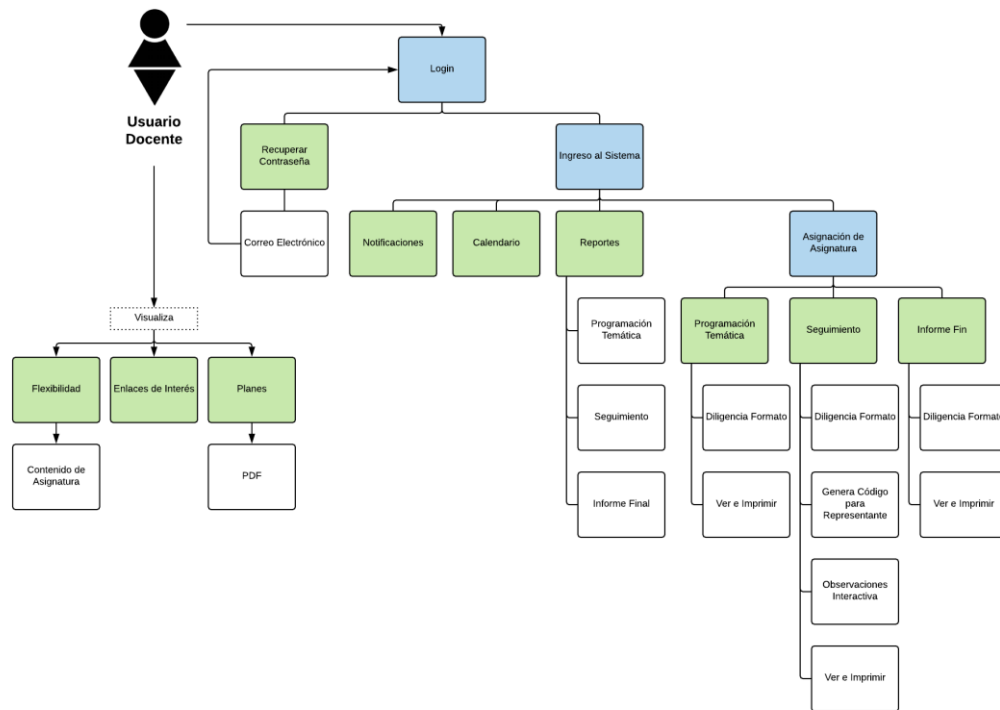 Usuario
Docente
Login
Recuperar
Contraseña
Ingreso al Sistema
Correo Electrónico
Notificaciones
Calendario
Reportes
Asignación de
Asignatura
Visualiza
Programación
Temática
Programación
Temática
Seguimiento
Informe Fin
Flexibilidad
Enlaces de Interés
Planes
Seguimiento
Diligencia Formato
Diligencia Formato
Diligencia Formato
Contenido de
Asignatura
PDF
Informe Final
Ver e Imprimir
Genera Código
para
Representante
Ver e Imprimir
Observaciones
Interactiva
Ver e Imprimir